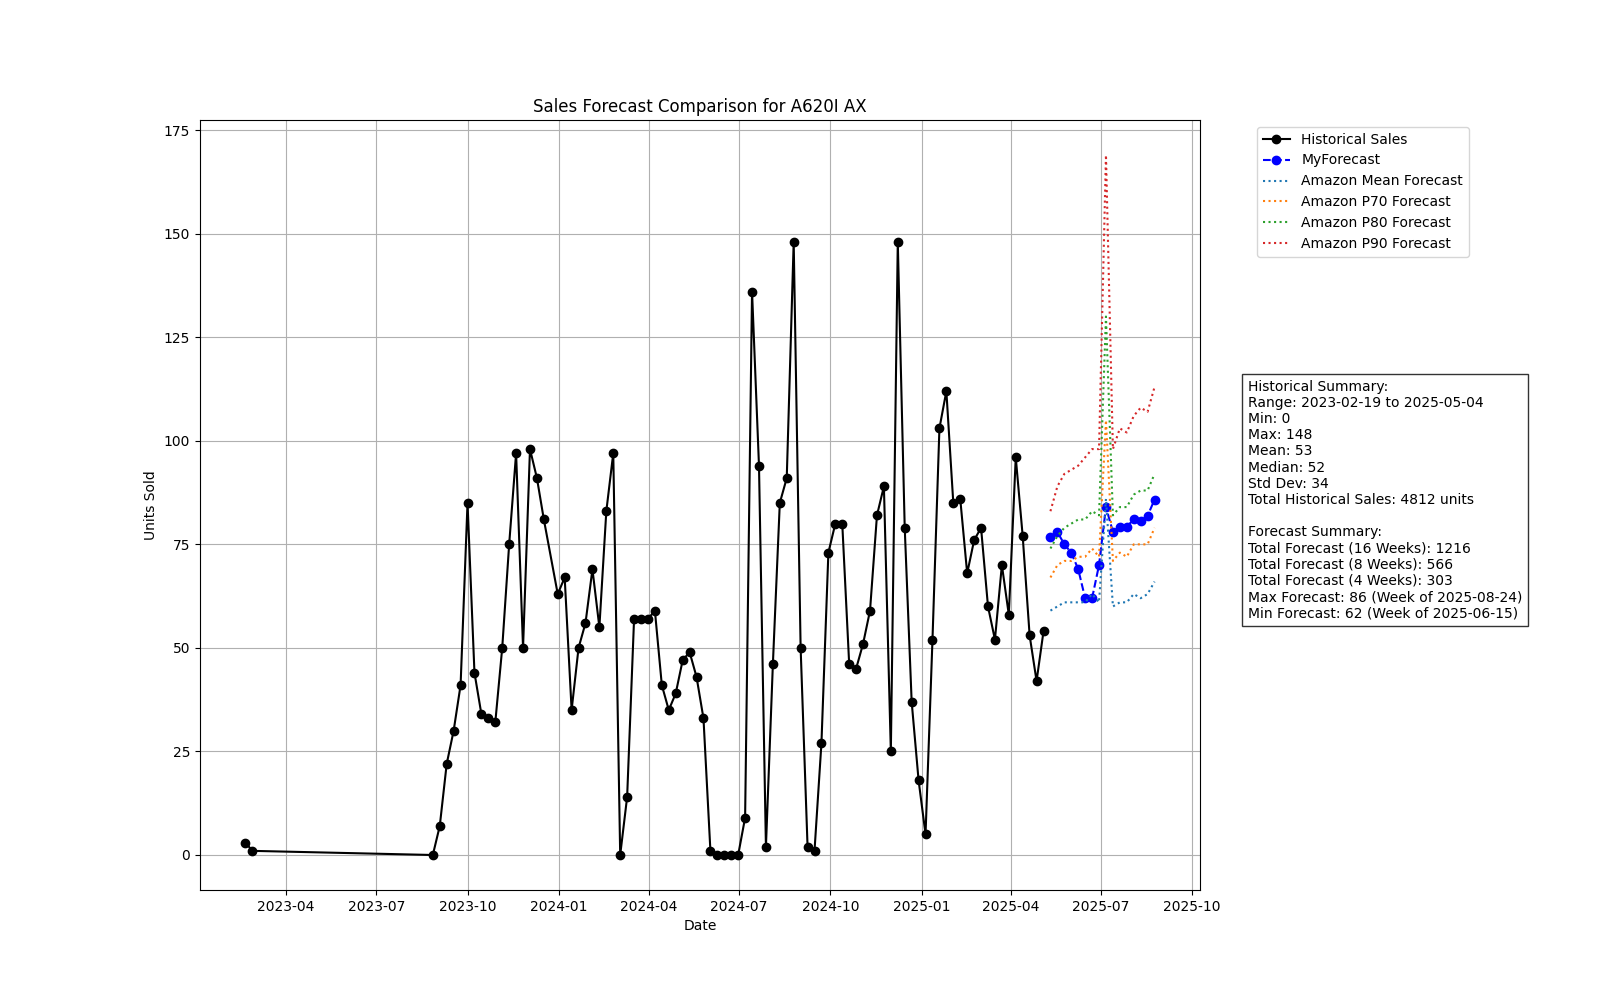 Sales Forecast Comparison for A620I AX
Units Sold
175
150
125
100
75
50
25
0
2023-04
2023-07
2023-10
2024-01
2024-04
2024-07
2024-10
2025-01
2025-04
2025-07
2025-10
Date
Historical Sales
MyForecast
Amazon Mean Forecast
Amazon P70 Forecast
Amazon P80 Forecast
Amazon P90 Forecast
Historical Summary:
Range: 2023-02-19 to 2025-05-04
Min: 0
Max: 148
Mean: 53
Median: 52
Std Dev: 34
Total Historical Sales: 4812 units
Forecast Summary:
Total Forecast (16 Weeks): 1216
Total Forecast (8 Weeks): 566
Total Forecast (4 Weeks): 303
Max Forecast: 86 (Week of 2025-08-24)
Min Forecast: 62 (Week of 2025-06-15)